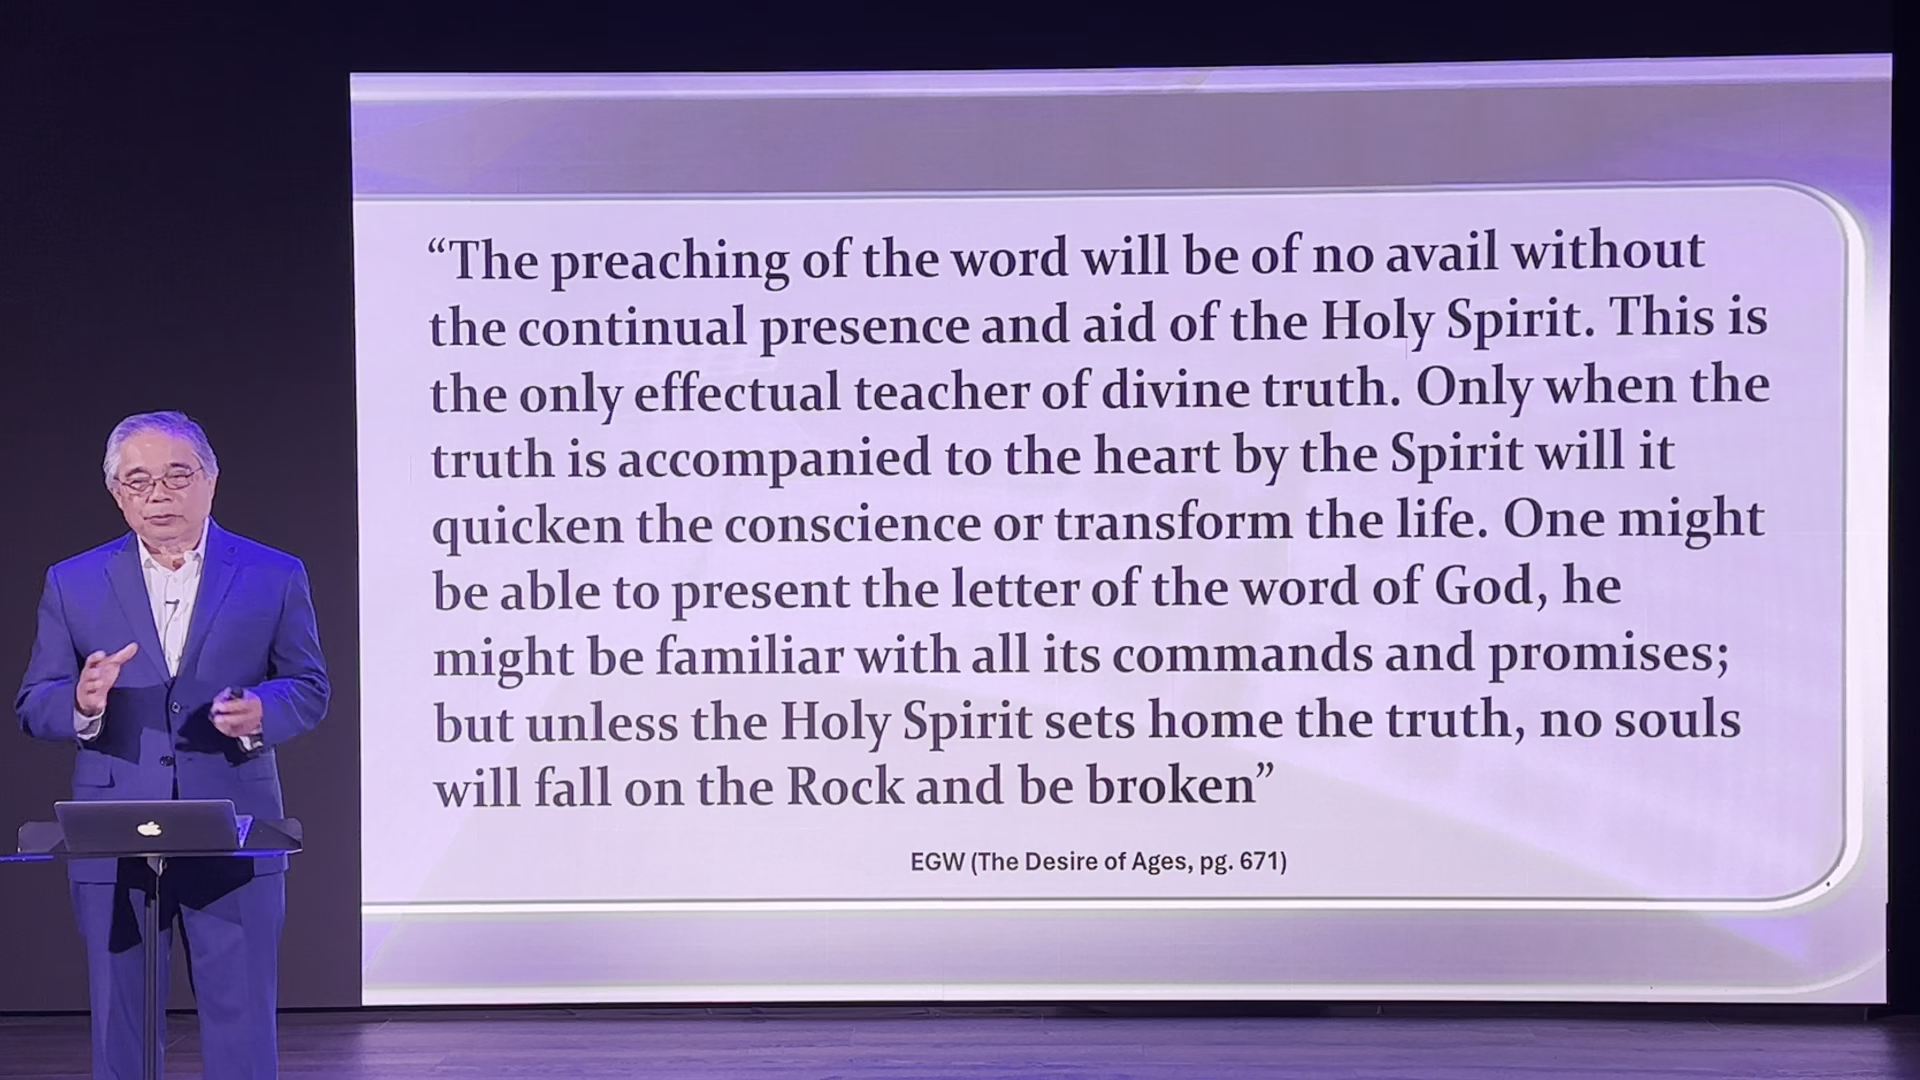 “The preaching of the word will be of no avail without
the continual presence and aid of the Holy Spirit. This is
the only effectual teacher of divine truth. Only when the
truth is accompanied to the heart by the Spirit will it
quicken the conscience or transform the life. One might
be able to present the letter of the word of God, he
might be familiar with all its commands and promises;
but unless the Holy Spirit sets home the truth, no souls
will fall on the Rock and be broken”
EGW (The Desire of Ages, pg. 671)